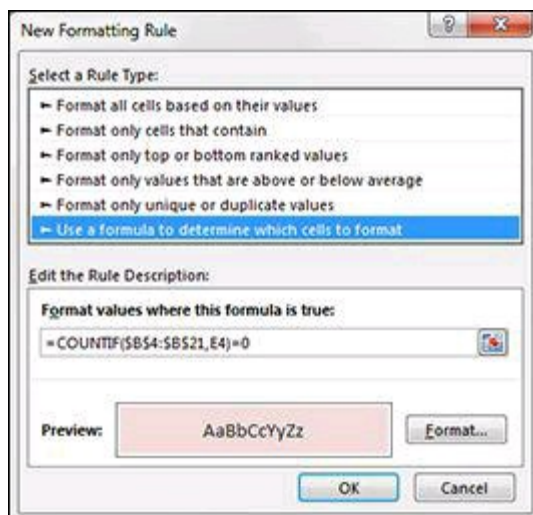 New Formatting Rule
Select a Rule Type:
► Format all cells based on their values
► Format only cells that contain
► Format only top or bottom ranked values
► Format only values that are above or below average
► Format only unique or duplicate values
► Use a formula to determine which cells to format
Edit the Rule Description:
Format values where this formula is true:
=COUNTIF($B$4:$B$21,E4)=0
Preview: AaBbCcYyZz Format...
OK Cancel